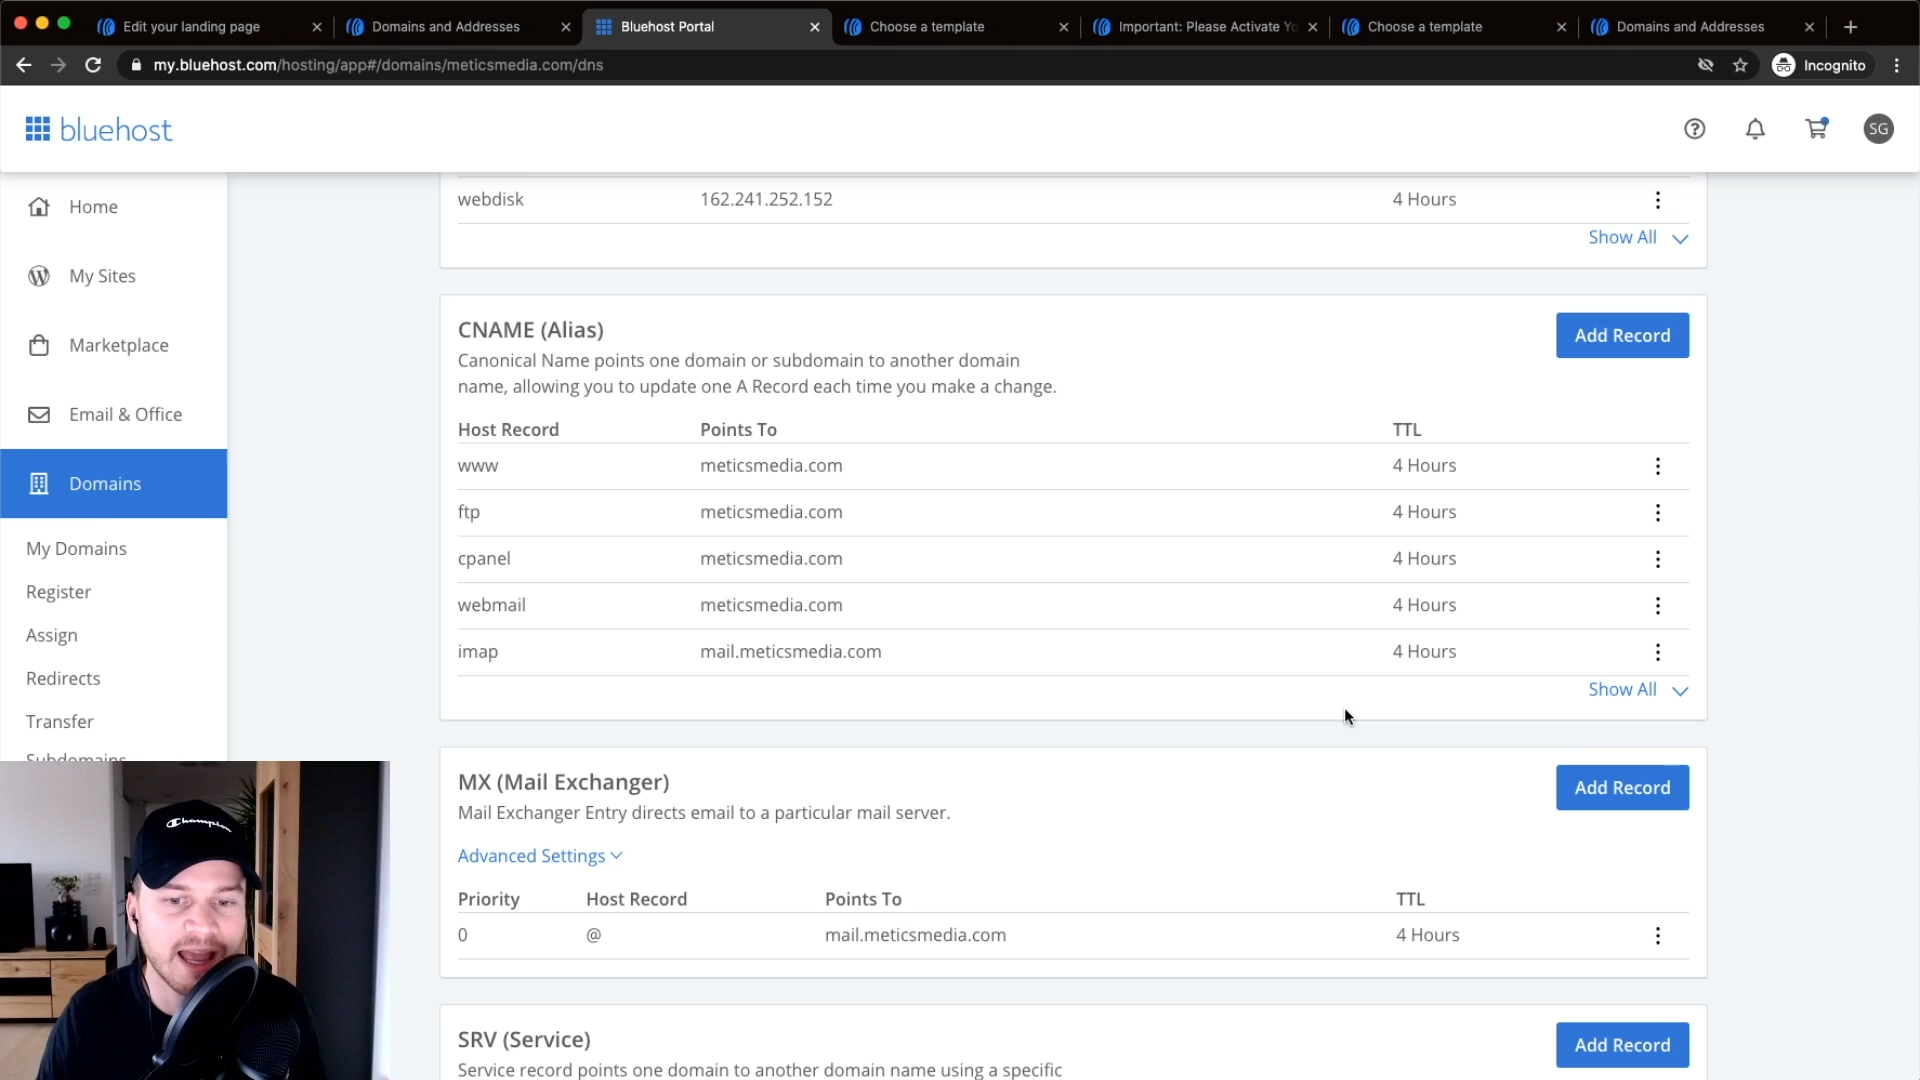 Edit your landing page
Domains and Addresses
Bluehost Portal
Choose a template
Important: Please Activate Yo
Choose a template
Domains and Addresses
my.bluehost.com/hosting/app#/domains/meticsmedia.com/dns
Incognito
bluehost
SG
Home
My Sites
Marketplace
Email & Office
Domains
My Domains
Register
Assign
Redirects
Transfer
Subdomains
webdisk 162.241.252.152 4 Hours
Show All
CNAME (Alias)
Add Record
Canonical Name points one domain or subdomain to another domain
name, allowing you to update one A Record each time you make a change.
Host Record Points To TTL
www meticsmedia.com 4 Hours
ftp meticsmedia.com 4 Hours
cpanel meticsmedia.com 4 Hours
webmail meticsmedia.com 4 Hours
imap mail.meticsmedia.com 4 Hours
Show All
MX (Mail Exchanger)
Add Record
Mail Exchanger Entry directs email to a particular mail server.
Advanced Settings
Priority Host Record Points To TTL
0 @ mail.meticsmedia.com 4 Hours
SRV (Service)
Add Record
Service record points one domain to another domain name using a specific
Champion